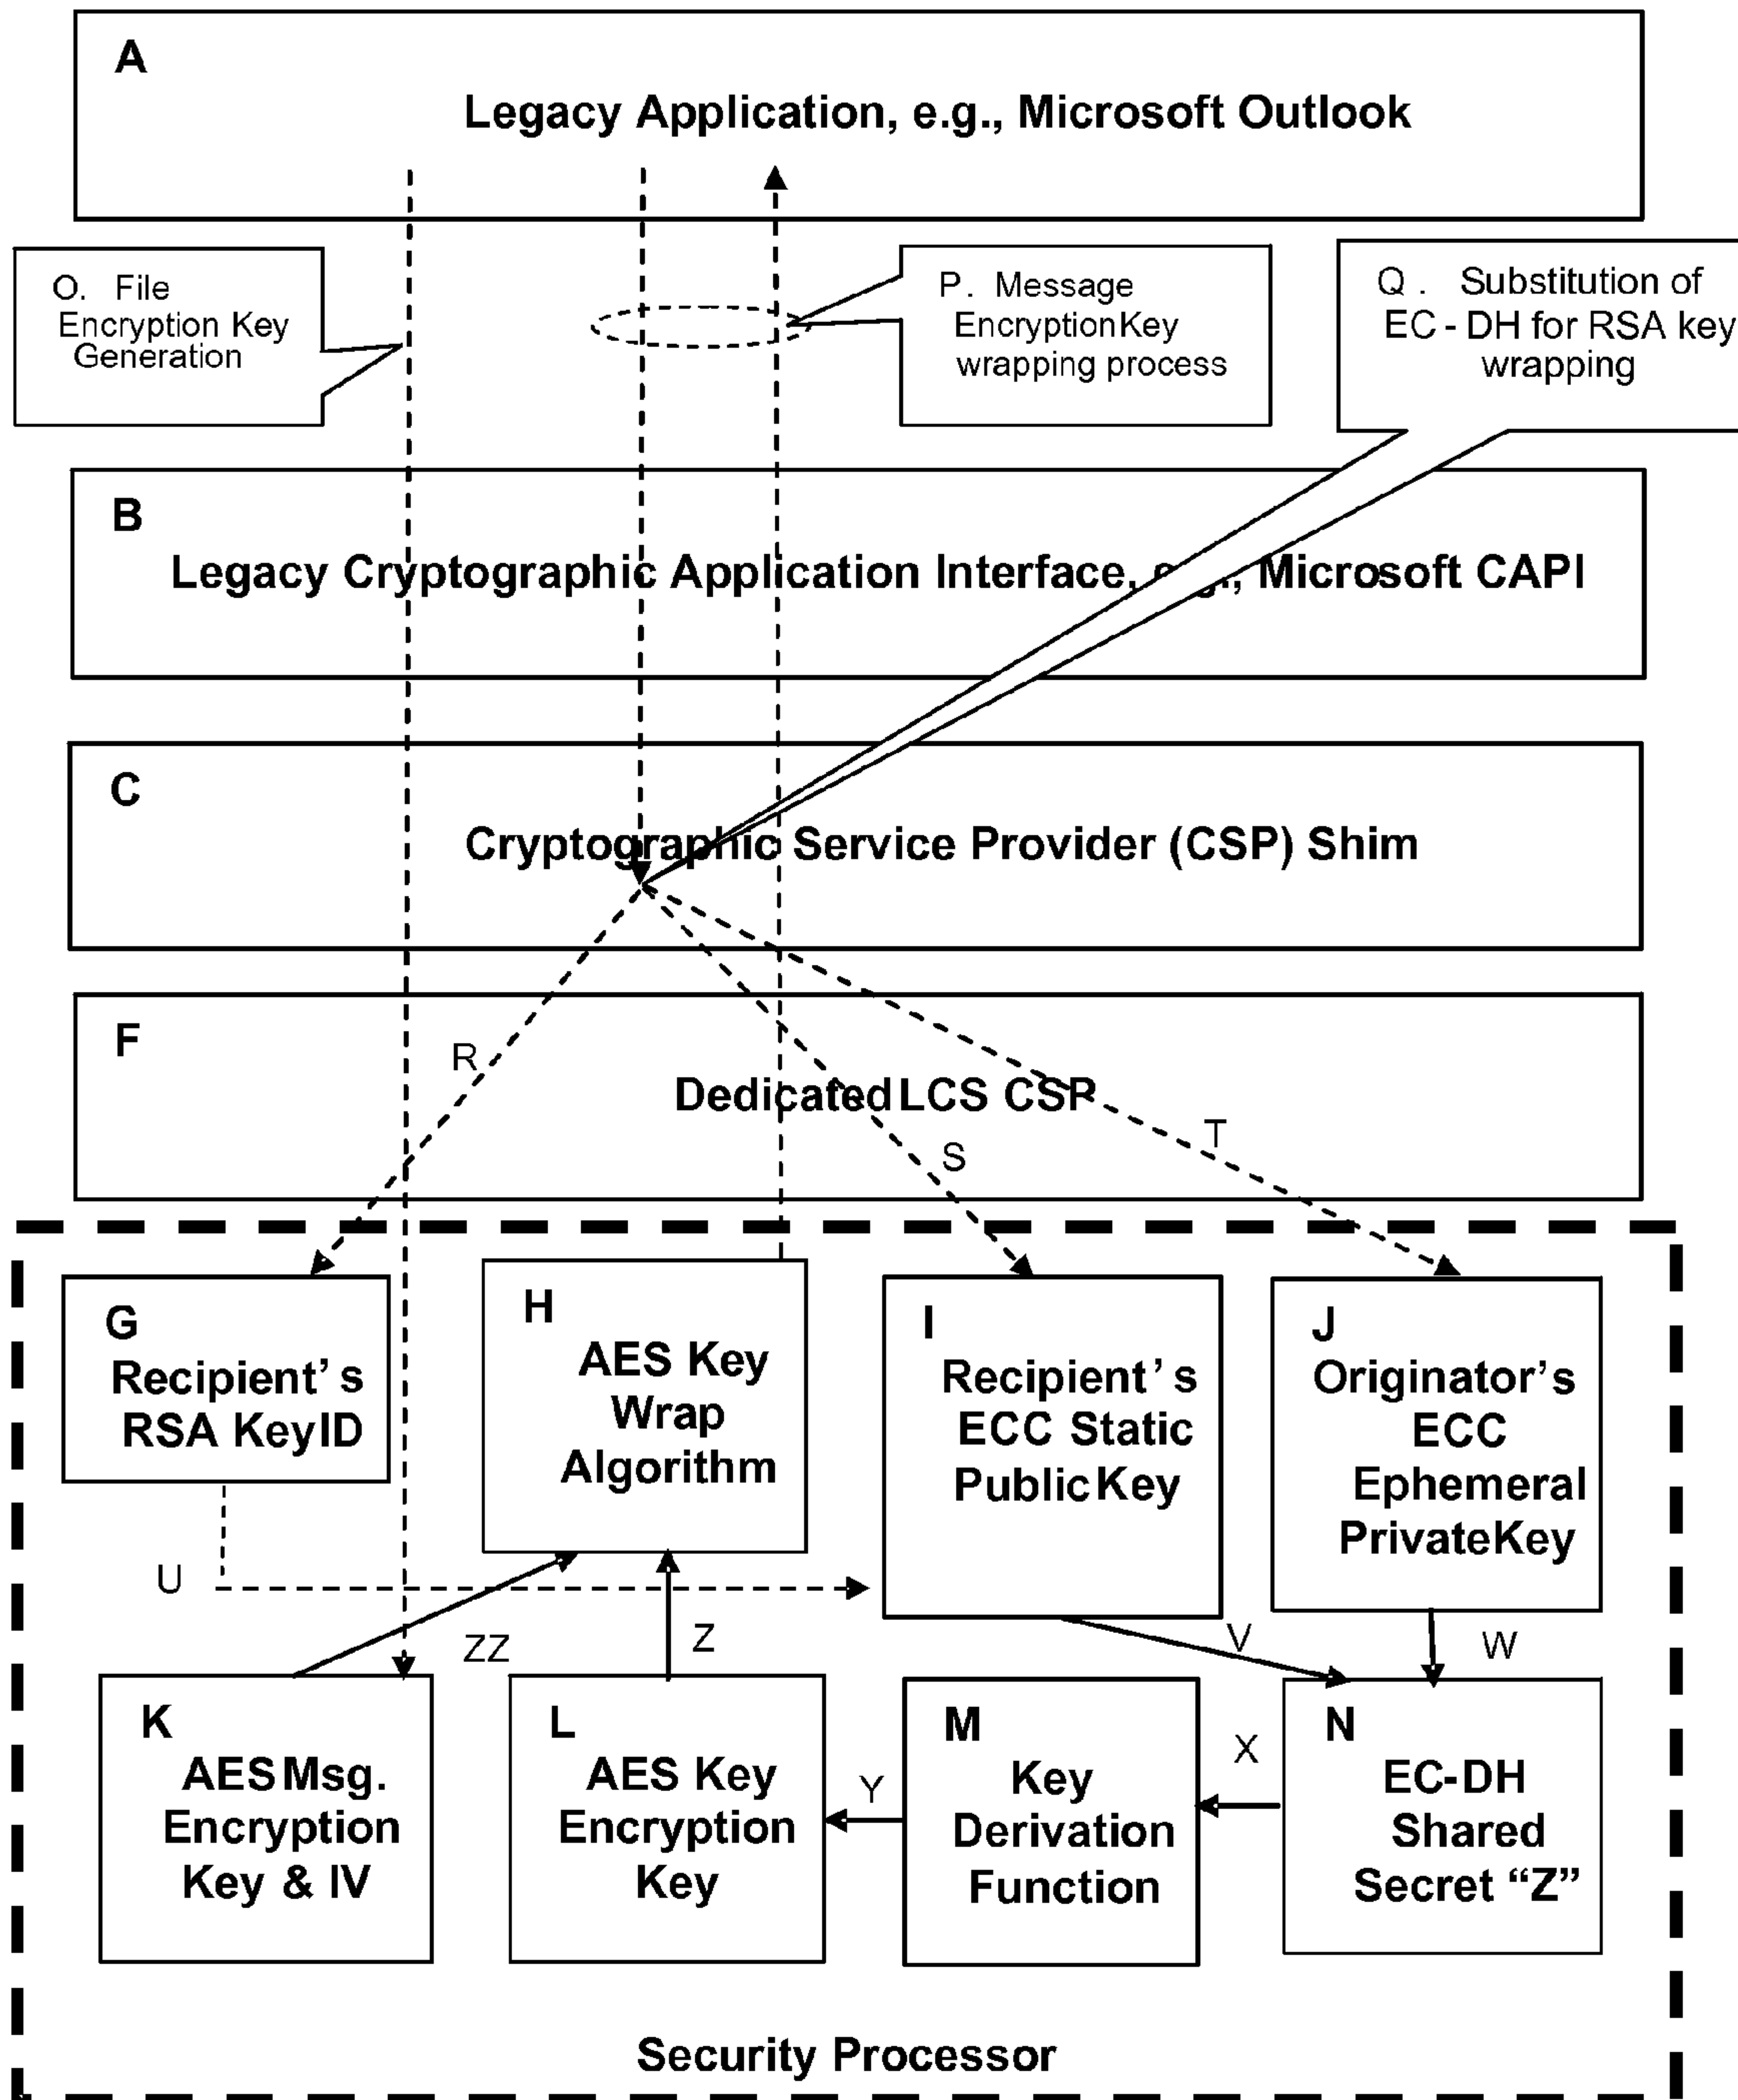 A
Legacy Application, e.g., Microsoft Outlook
O. File
Encryption Key
Generation
P. Message
Encryption Key
wrapping process
Q . Substitution of
EC - DH for RSA key
wrapping
B
Legacy Cryptographic Application Interface, e.g., Microsoft CAPI
C
Cryptographic Service Provider (CSP) Shim
F
Dedicated LCS CSP
R
S
T
G
Recipient's
RSA Key ID
H
AES Key
Wrap
Algorithm
I
Recipient's
ECC Static
Public Key
J
Originator's
ECC
Ephemeral
Private Key
U
ZZ
Z
V
W
K
AES Msg.
Encryption
Key & IV
L
AES Key
Encryption
Key
Y
M
Key
Derivation
Function
X
N
EC-DH
Shared
Secret “Z”
Security Processor